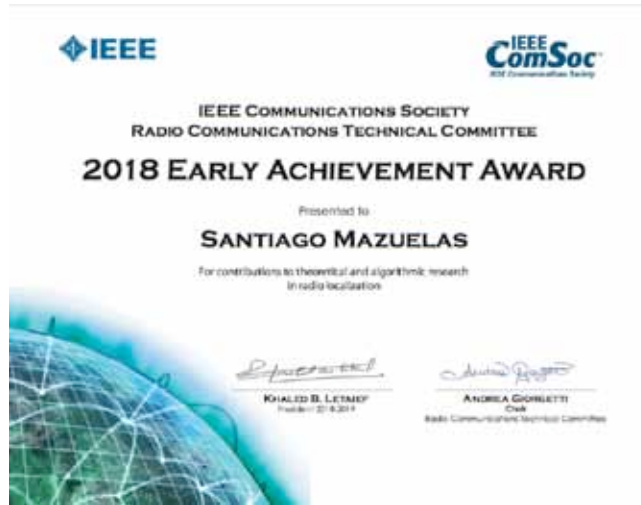 IEEE
IEEE
ComSoc
IEEE Communications Society
IEEE COMMUNICATIONS SOCIETY
RADIO COMMUNICATIONS TECHNICAL COMMITTEE
2018 EARLY ACHIEVEMENT AWARD
Presented to
SANTIAGO MAZUELAS
For contributions to theoretical and algorithmic research
in radio localization
KHALED B. LETAIEF
President 2018-2019
ANDREA GIORGETTI
Chair
Radio Communications Technical Committee